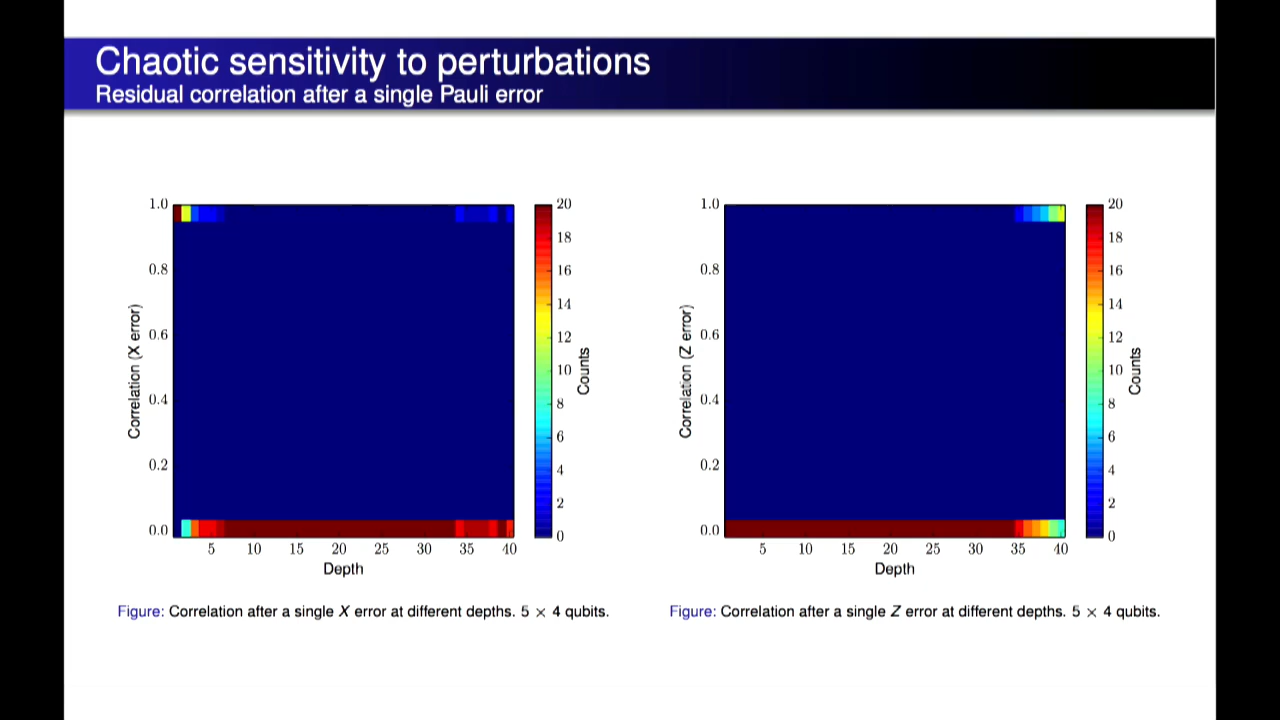 Chaotic sensitivity to perturbations
Residual correlation after a single Pauli error
1.0
0.8
0.6
0.4
0.2
0.0
Correlation (X error)
5 10 15 20 25 30 35 40
Depth
20
18
16
14
12
10
8
6
4
2
0
Counts
Figure: Correlation after a single X error at different depths. 5 × 4 qubits.
1.0
0.8
0.6
0.4
0.2
0.0
Correlation (Z error)
5 10 15 20 25 30 35 40
Depth
20
18
16
14
12
10
8
6
4
2
0
Counts
Figure: Correlation after a single Z error at different depths. 5 × 4 qubits.